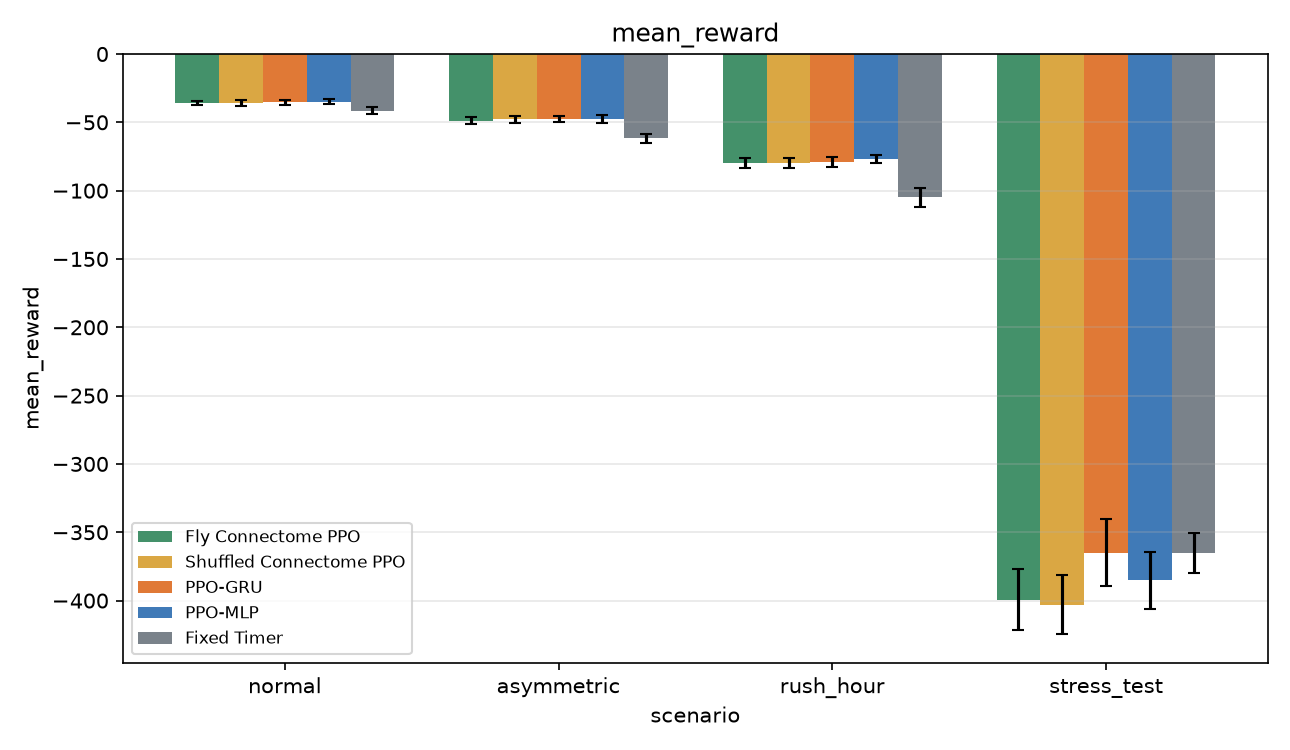 mean_reward
mean_reward
0
−50
−100
−150
−200
−250
−300
−350
−400
Fly Connectome PPO
Shuffled Connectome PPO
PPO-GRU
PPO-MLP
Fixed Timer
normal asymmetric rush_hour stress_test
scenario